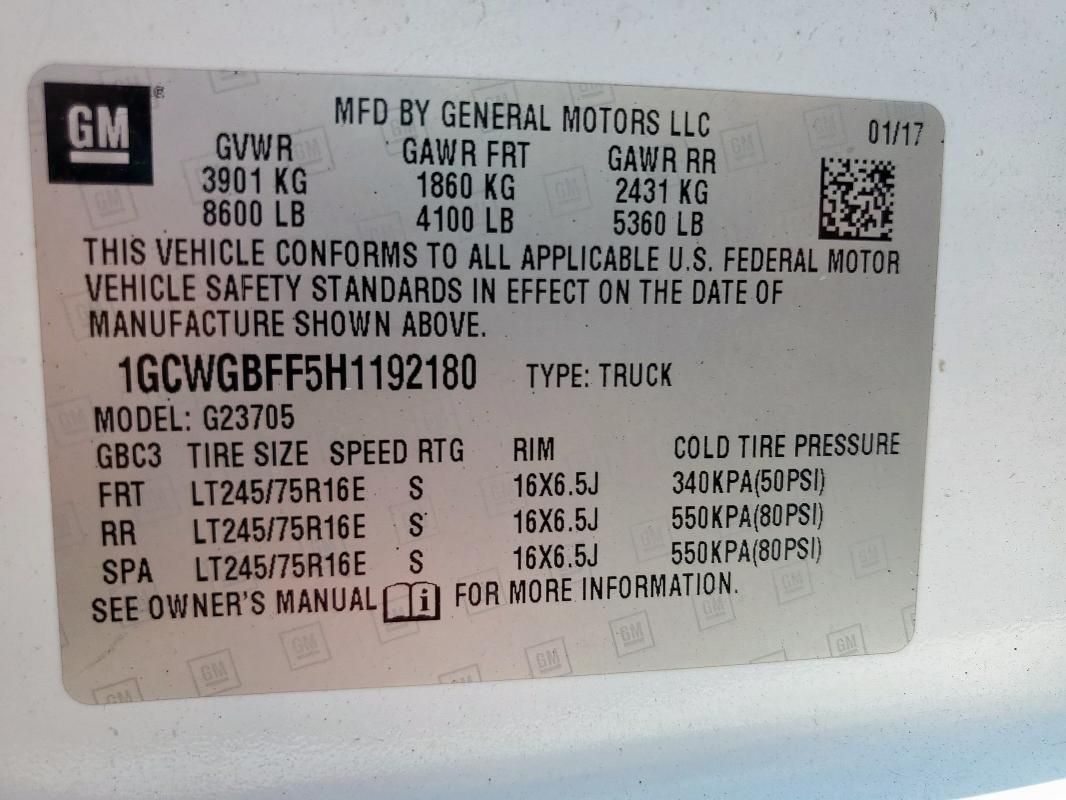 GM®
MFD BY GENERAL MOTORS LLC
01/17
GVWR GAWR FRT GAWR RR
3901 KG 1860 KG 2431 KG
8600 LB 4100 LB 5360 LB
THIS VEHICLE CONFORMS TO ALL APPLICABLE U.S. FEDERAL MOTOR
VEHICLE SAFETY STANDARDS IN EFFECT ON THE DATE OF
MANUFACTURE SHOWN ABOVE.
1GCWGBFF5H1192180 TYPE: TRUCK
MODEL: G23705
GBC3 TIRE SIZE SPEED RTG RIM COLD TIRE PRESSURE
FRT LT245/75R16E S 16X6.5J 340KPA(50PSI)
RR LT245/75R16E S 16X6.5J 550KPA(80PSI)
SPA LT245/75R16E S 16X6.5J 550KPA(80PSI)
SEE OWNER'S MANUAL i FOR MORE INFORMATION.